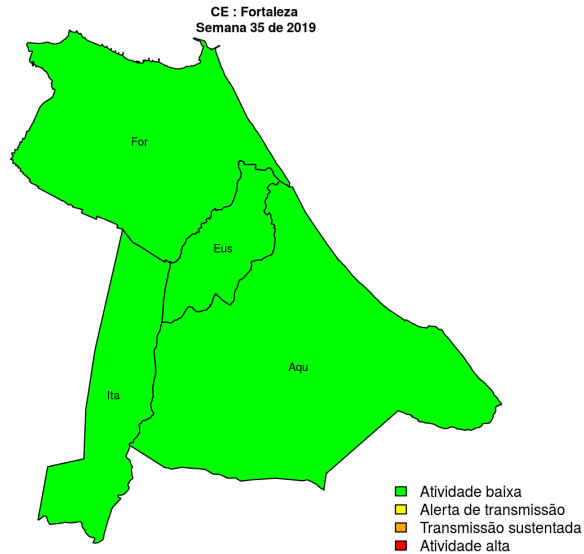 CE : Fortaleza
Semana 35 de 2019
For
Eus
Aqu
Ita
Atividade baixa
Alerta de transmissão
Transmissão sustentada
Atividade alta